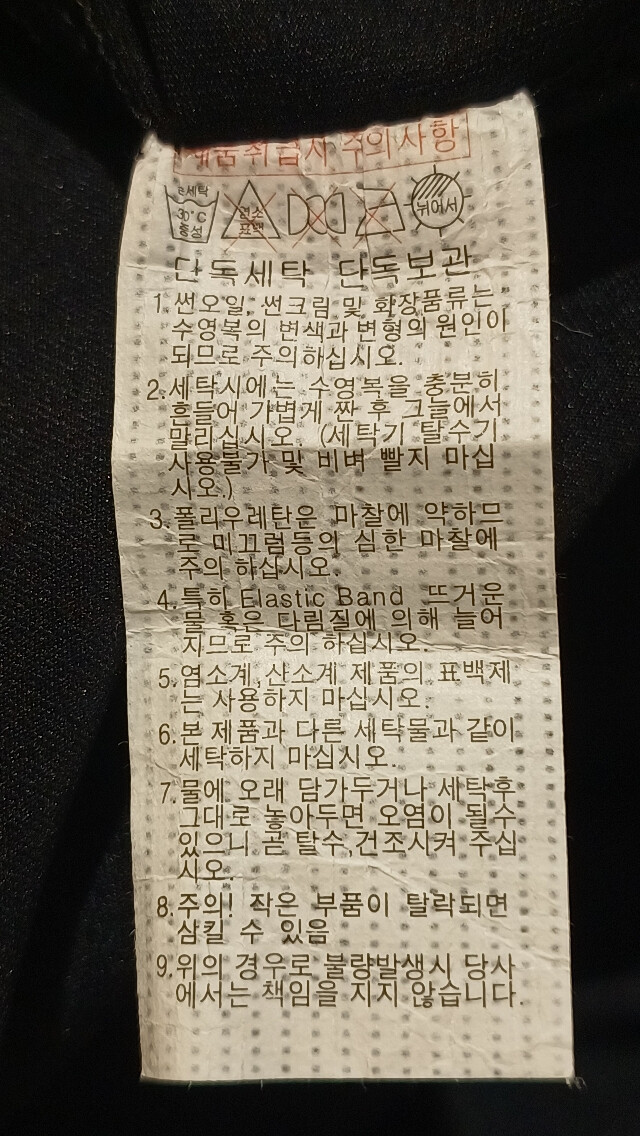 제품취급시 주의사항
손세탁
30°C
중성
염소
표백
뉘어서
단독세탁 단독보관
1. 썬오일, 썬크림 및 화장품류는
수영복의 변색과 변형의 원인이
되므로 주의하십시오.
2.세탁시에는 수영복을 충분히
흔들어 가볍게 짠 후 그늘에서
말리십시오. (세탁기 탈수기
사용불가 및 비벼 빨지 마십
시오.)
3.폴리우레탄은 마찰에 약하므
로 미끄럼등의 심한 마찰에
주의 하십시오.
4.특히 Elastic Band 뜨거운
물 혹은 다림질에 의해 늘어
지므로 주의 하십시오.
5.염소계,산소계 제품의 표백제
는 사용하지 마십시오.
6.본 제품과 다른 세탁물과 같이
세탁하지 마십시오.
7.물에 오래 담가두거나 세탁후
그대로 놓아두면 오염이 될수
있으니 곧 탈수,건조시켜 주십
시오.
8.주의! 작은 부품이 탈락되면
삼킬 수 있음
9.위의 경우로 불량발생시 당사
에서는 책임을 지지 않습니다.